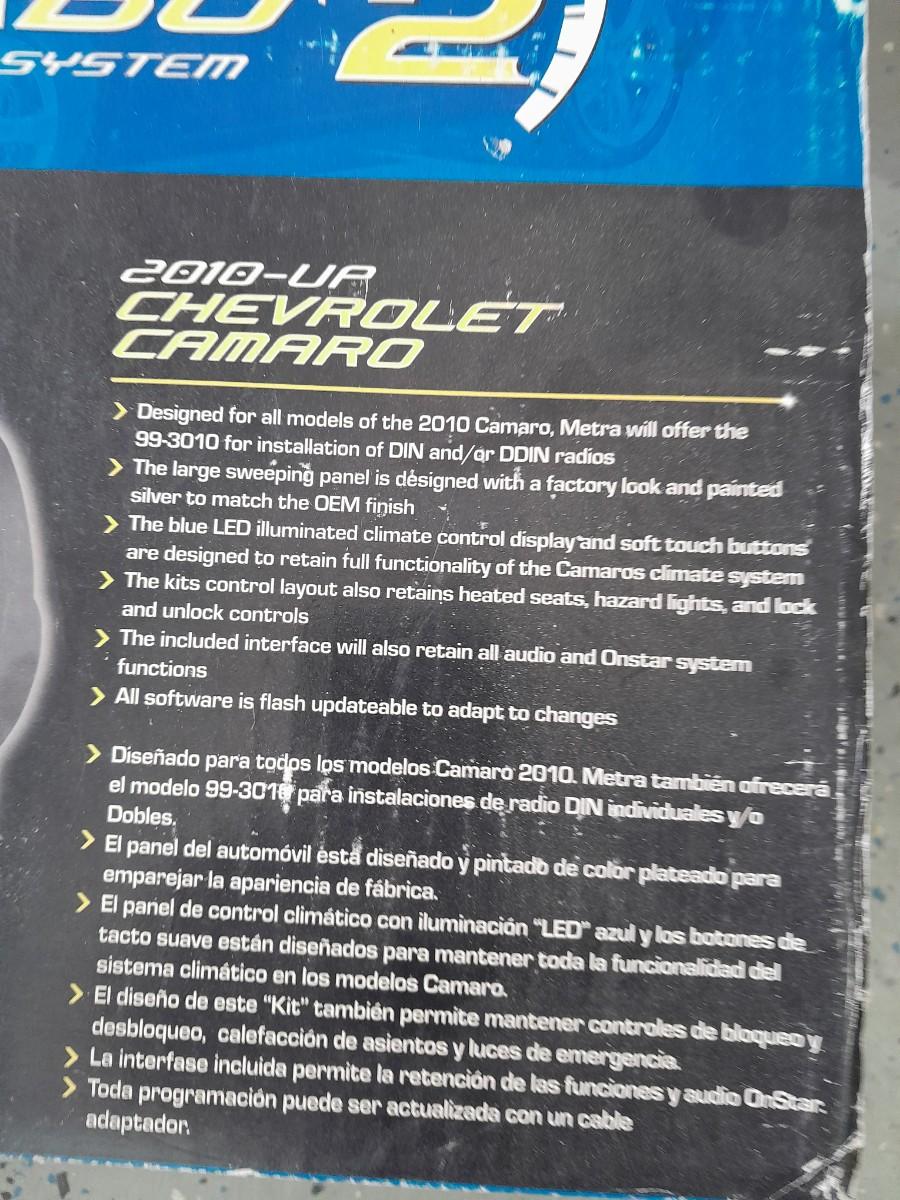 SYSTEM
2
2010-UP
CHEVROLET
CAMARO
Designed for all models of the 2010 Camaro, Metra will offer the
99-3010 for installation of DIN and/or DDIN radios
The large sweeping panel is designed with a factory look and painted
silver to match the OEM finish
The blue LED illuminated climate control display and soft touch buttons
are designed to retain full functionality of the Camaros climate system
The kits control layout also retains heated seats, hazard lights, and lock
and unlock controls
The included interface will also retain all audio and Onstar system
functions
All software is flash updateable to adapt to changes
Diseñado para todos los modelos Camaro 2010. Metra también ofrecerá
el modelo 99-3010 para instalaciones de radio DIN individuales y/o
Dobles.
El panel del automóvil está diseñado y pintado de color plateado para
emparejar la apariencia de fábrica.
El panel de control climático con iluminación "LED" azul y los botones de
tacto suave están diseñados para mantener toda la funcionalidad del
sistema climático en los modelos Camaro.
El diseño de este "Kit" también permite mantener controles de bloqueo y
desbloqueo, calefacción de asientos y luces de emergencia.
La interfase incluida permite la retención de las funciones y audio OnStar.
Toda programación puede ser actualizada con un cable
adaptador.